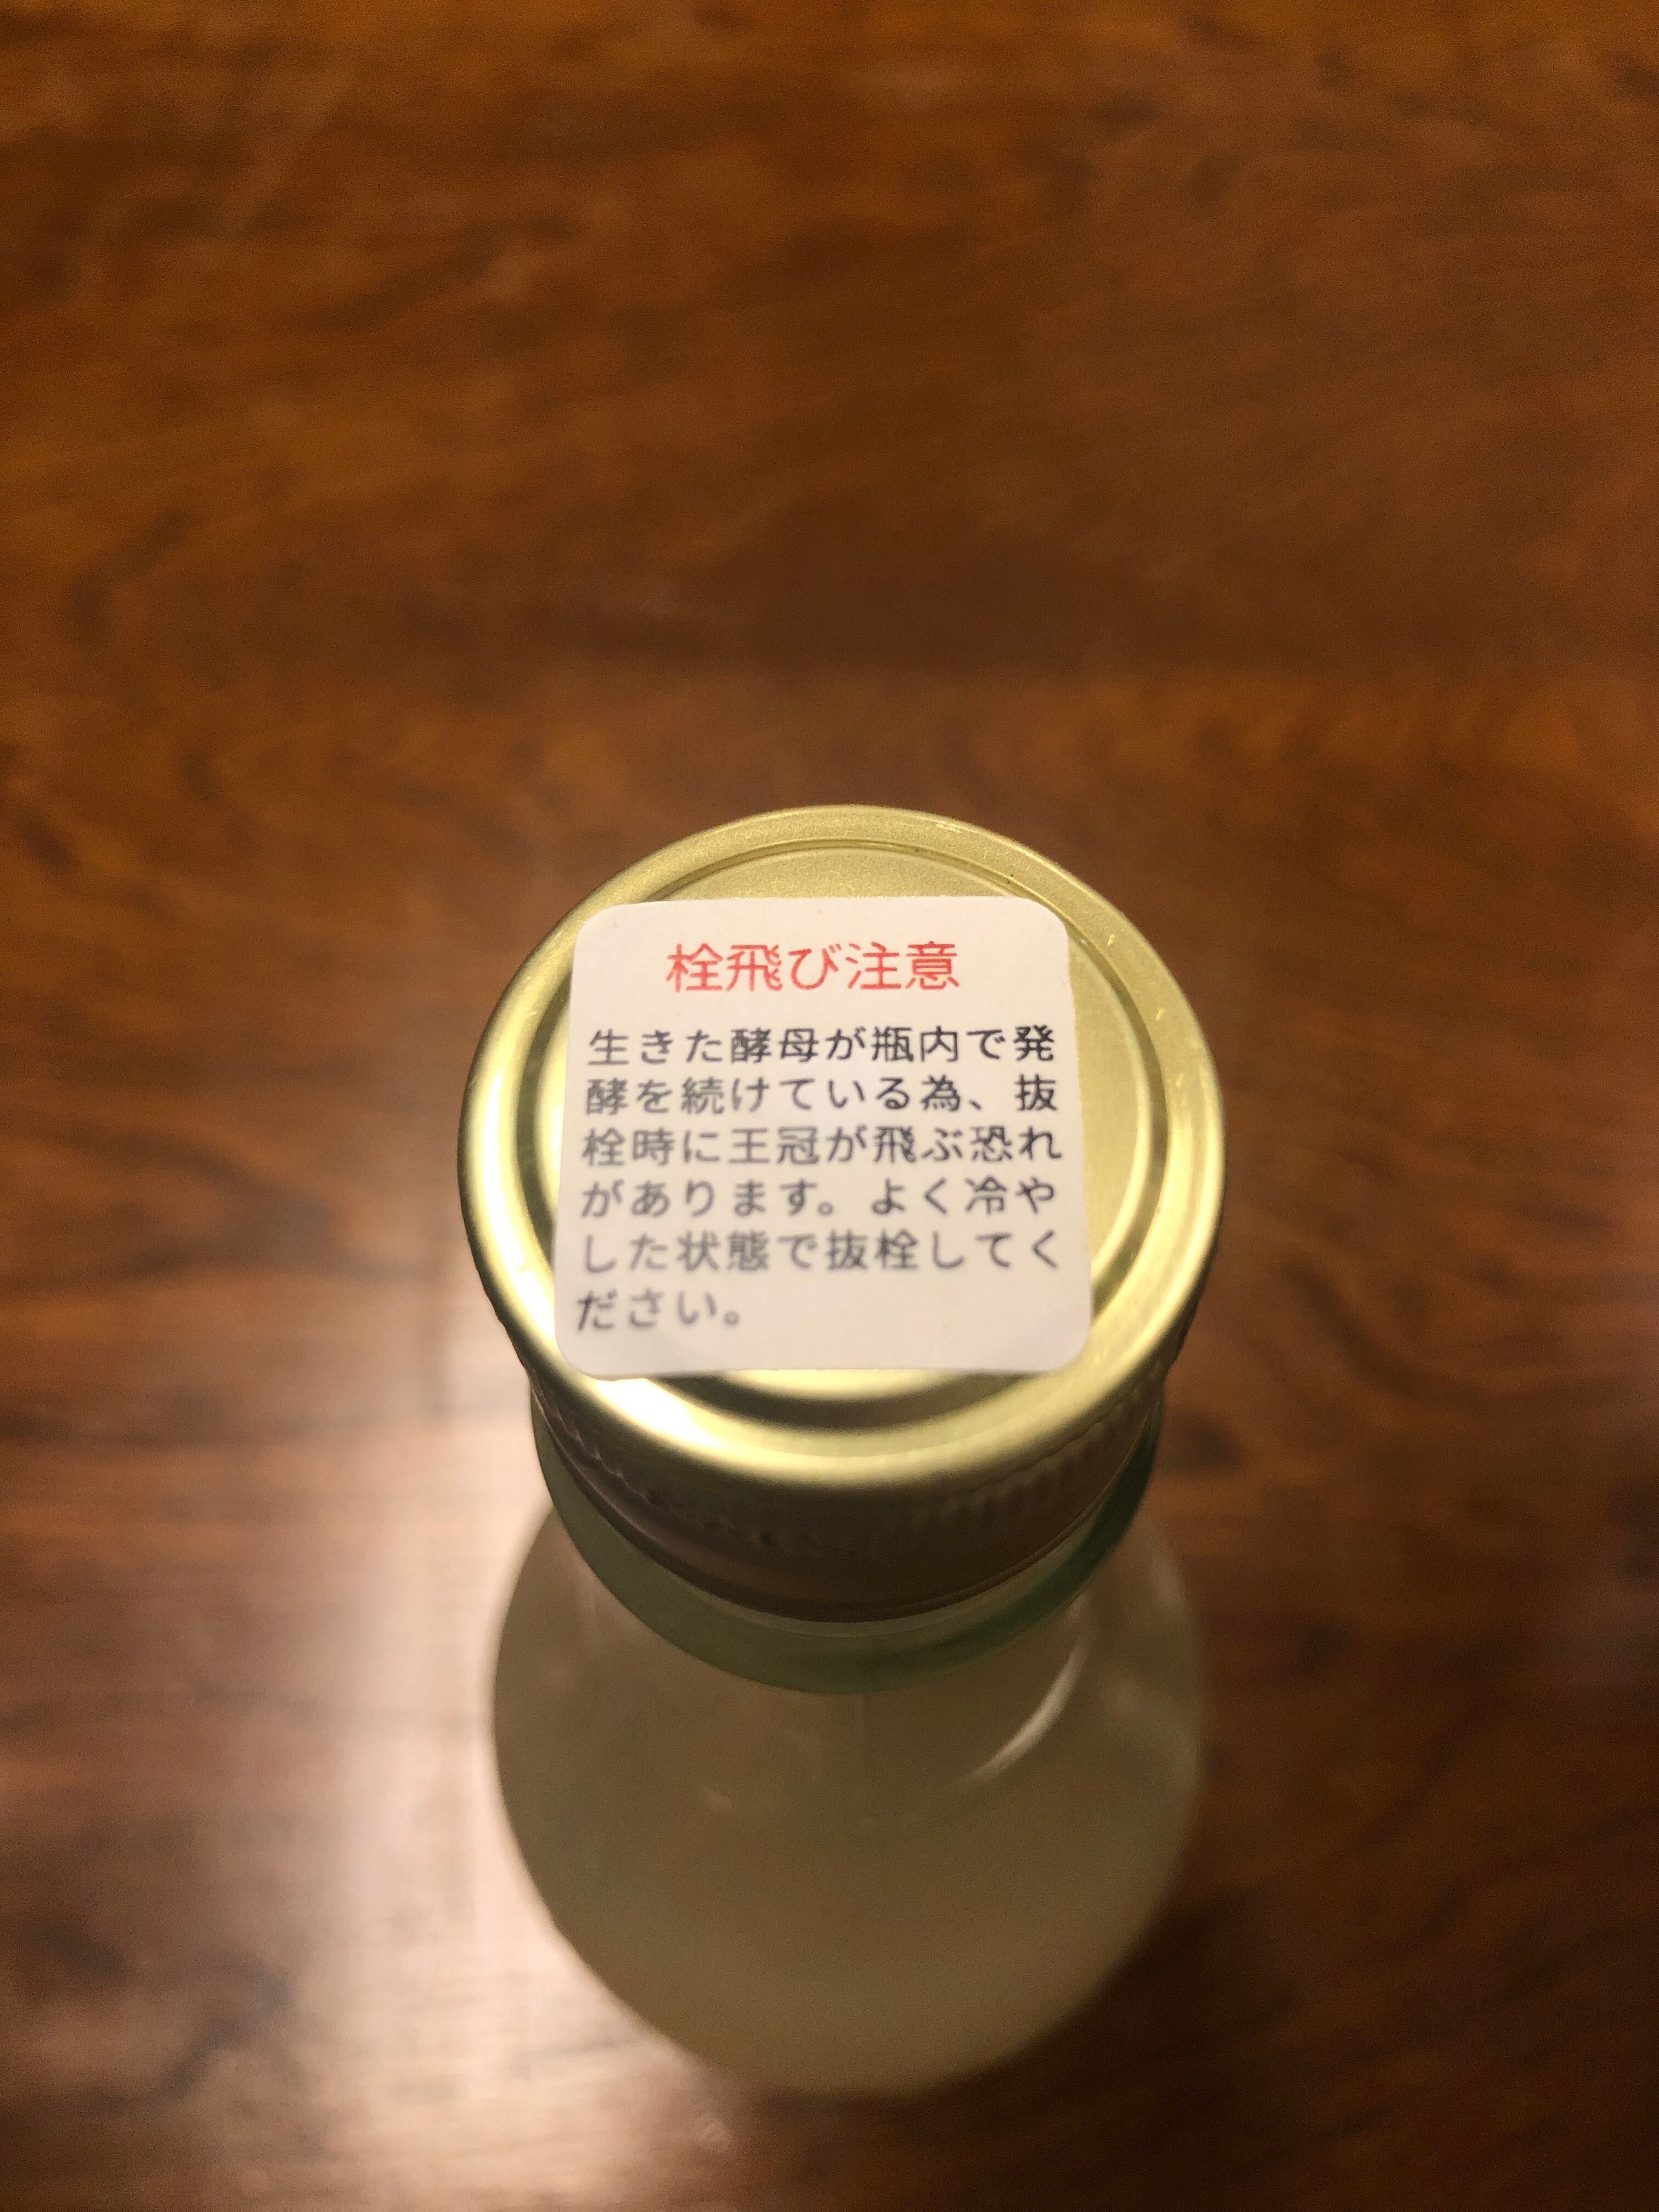 栓飛び注意
生きた酵母が瓶内で発
酵を続けている為、抜
栓時に王冠が飛ぶ恐れ
があります。よく冷や
した状態で抜栓してく
ださい。